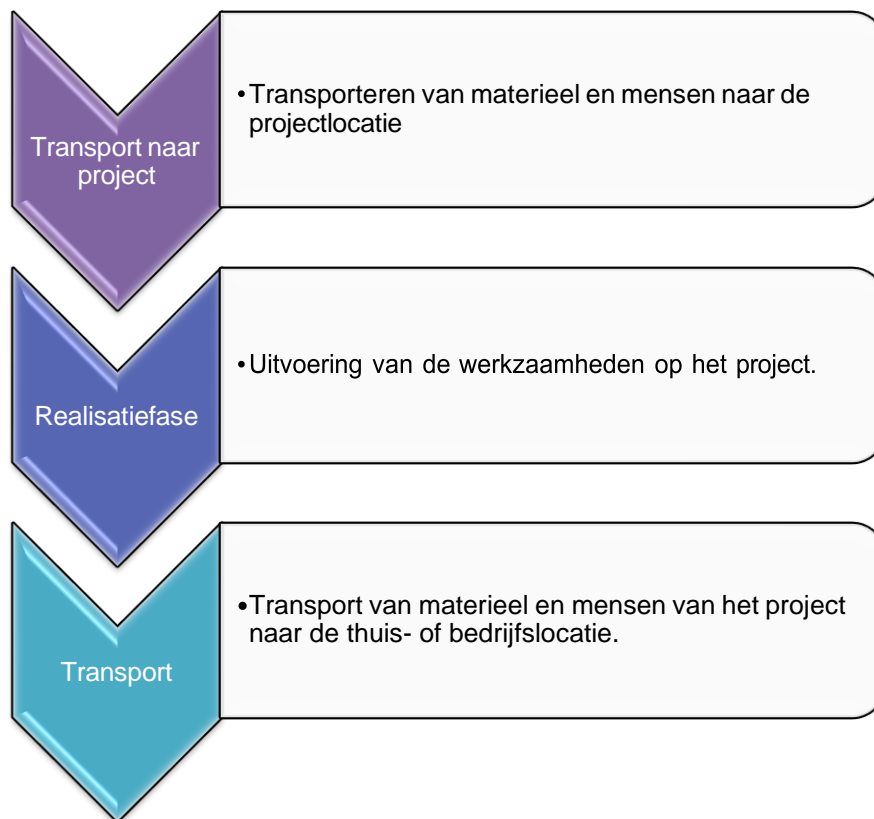 Transport naar
project
•Transporteren van materieel en mensen naar de
projectlocatie
Realisatiefase
•Uitvoering van de werkzaamheden op het project.
Transport
•Transport van materieel en mensen van het project
naar de thuis- of bedrijfslocatie.